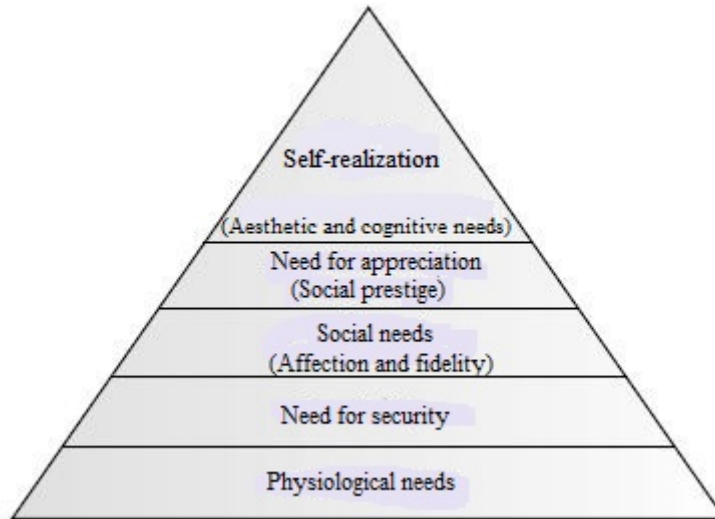 Self-realization
(Aesthetic and cognitive needs)
Need for appreciation
(Social prestige)
Social needs
(Affection and fidelity)
Need for security
Physiological needs